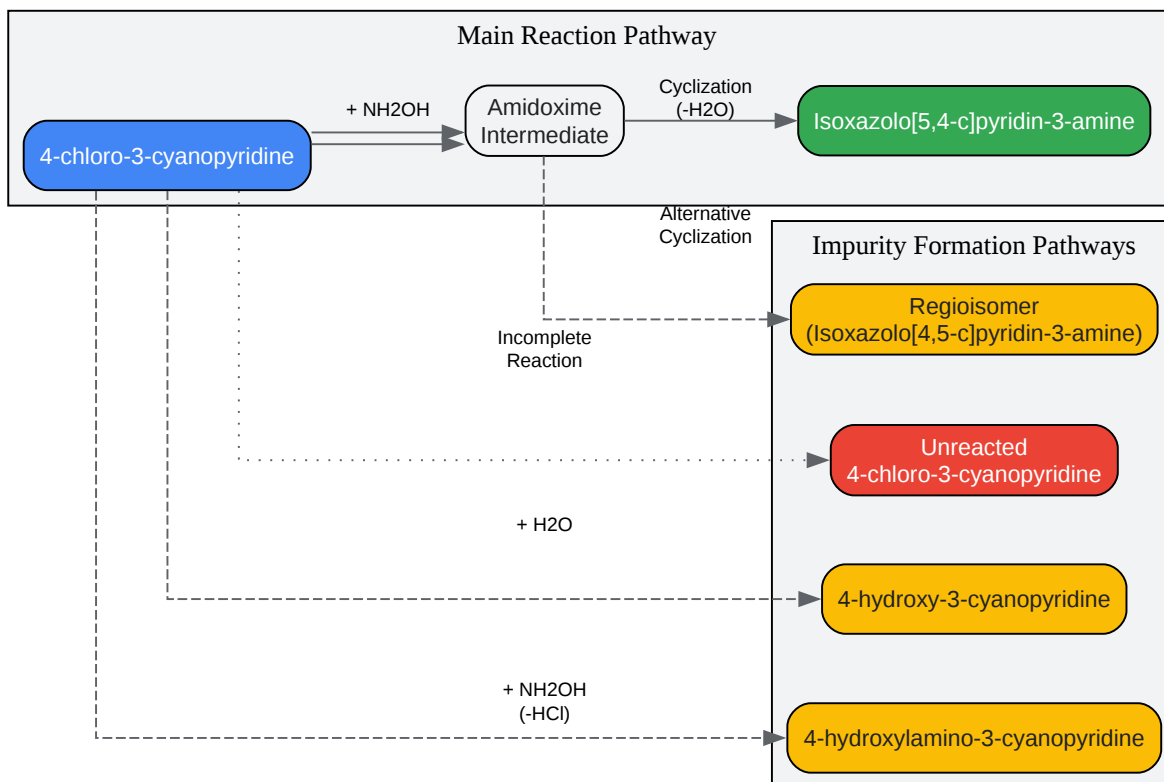 Main Reaction Pathway
+ NH2OH
Amidoxime
Intermediate
Cyclization
(-H2O)
Isoxazolo[5,4-c]pyridin-3-amine
4-chloro-3-cyanopyridine
Alternative
Cyclization
Impurity Formation Pathways
Regioisomer
(Isoxazolo[4,5-c]pyridin-3-amine)
Incomplete
Reaction
Unreacted
4-chloro-3-cyanopyridine
+ H2O
4-hydroxy-3-cyanopyridine
+ NH2OH
(-HCl)
4-hydroxylamino-3-cyanopyridine